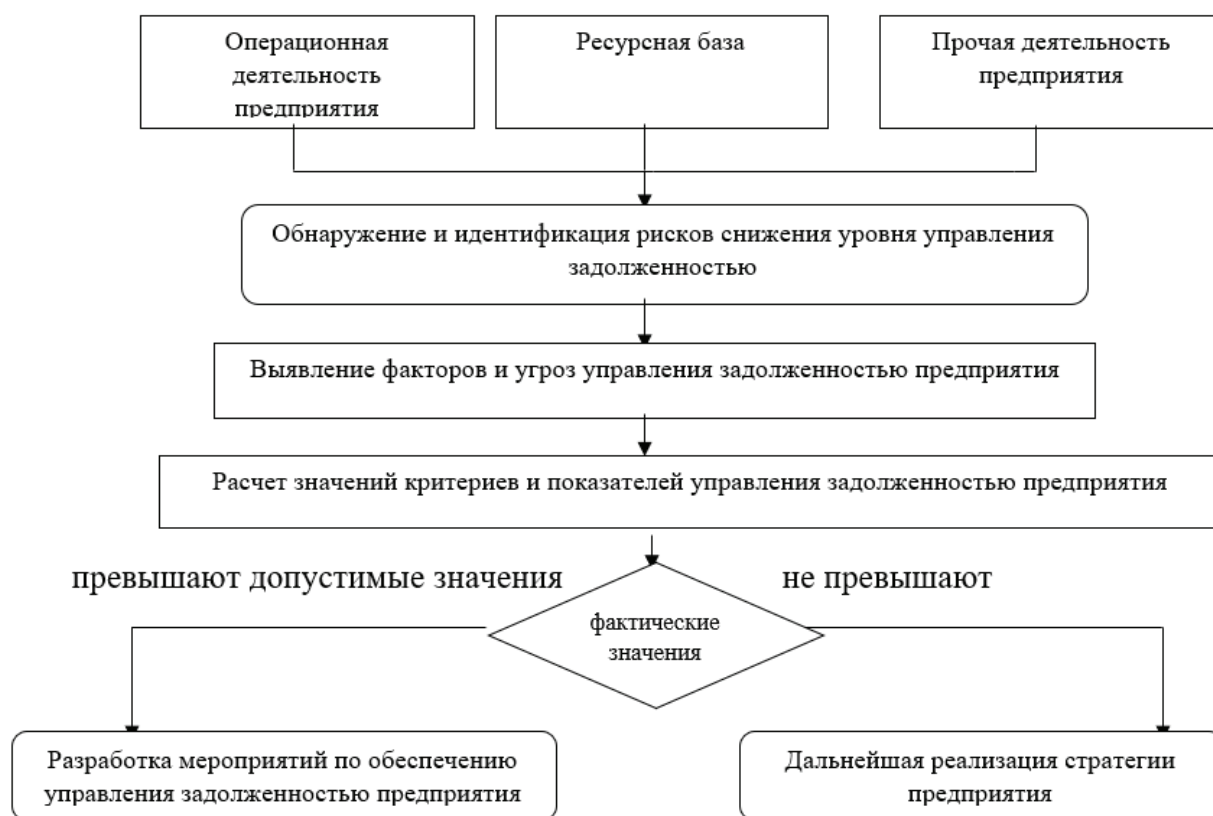 Операционная
деятельность
предприятия
Ресурсная база
Прочая деятельность
предприятия
Обнаружение и идентификация рисков снижения уровня управления
задолженностью
Выявление факторов и угроз управления задолженностью предприятия
Расчет значений критериев и показателей управления задолженностью предприятия
превышают допустимые значения
не превышают
фактические
значения
Разработка мероприятий по обеспечению
управления задолженностью предприятия
Дальнейшая реализация стратегии
предприятия